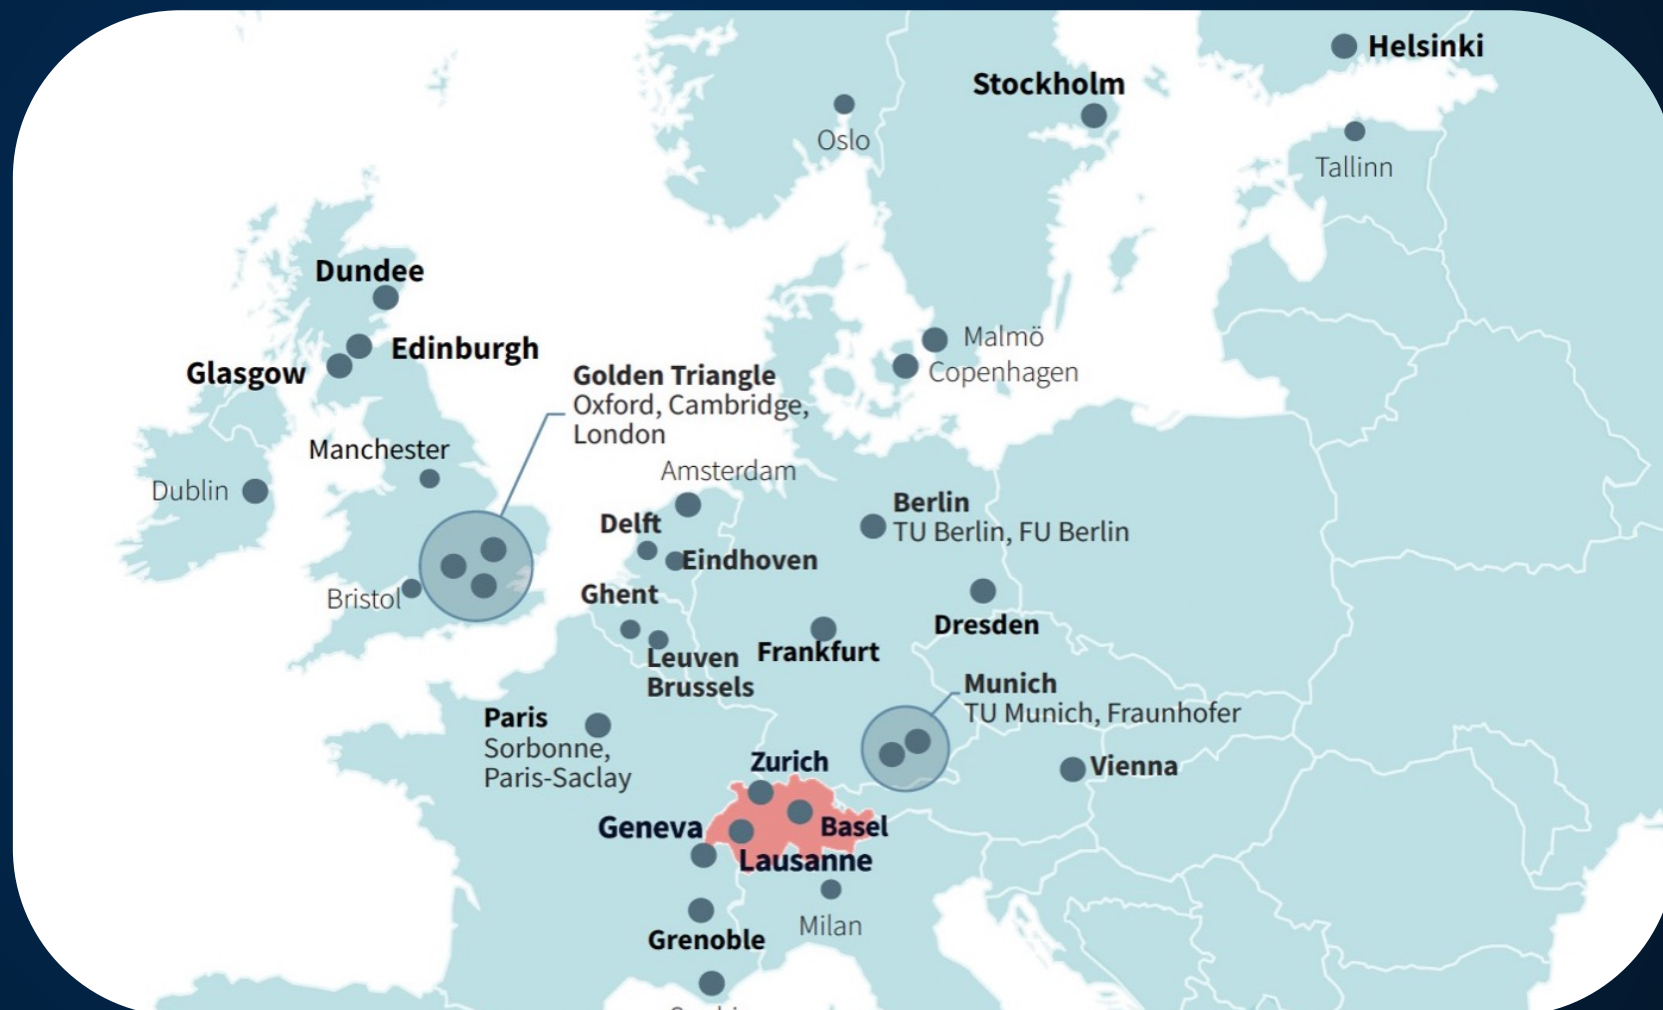 Helsinki
Stockholm
Oslo
Tallinn
Dundee
Edinburgh
Glasgow
Malmö
Copenhagen
Golden Triangle
Oxford, Cambridge,
London
Manchester
Amsterdam
Dublin
Berlin
TU Berlin, FU Berlin
Delft
Eindhoven
Bristol
Ghent
Dresden
Frankfurt
Leuven
Brussels
Munich
TU Munich, Fraunhofer
Paris
Sorbonne,
Paris-Saclay
Zurich
Vienna
Geneva
Basel
Lausanne
Milan
Grenoble